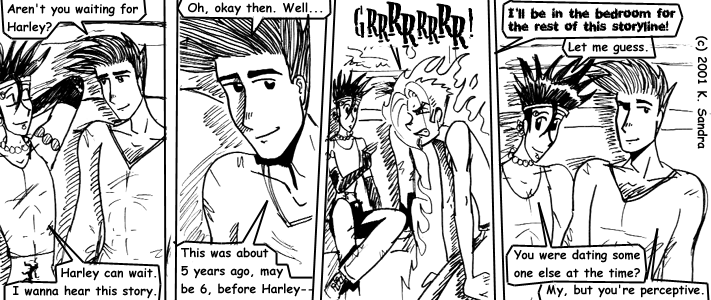 Aren't you waiting for
Harley?
Harley can wait.
I wanna hear this story.
Oh, okay then. Well...
This was about
5 years ago, may
be 6, before Harley--
GRRRRRRRR!
I'll be in the bedroom for
the rest of this storyline!
Let me guess.
You were dating some
one else at the time?
My, but you're perceptive.
(c) 2001 K. Sandra